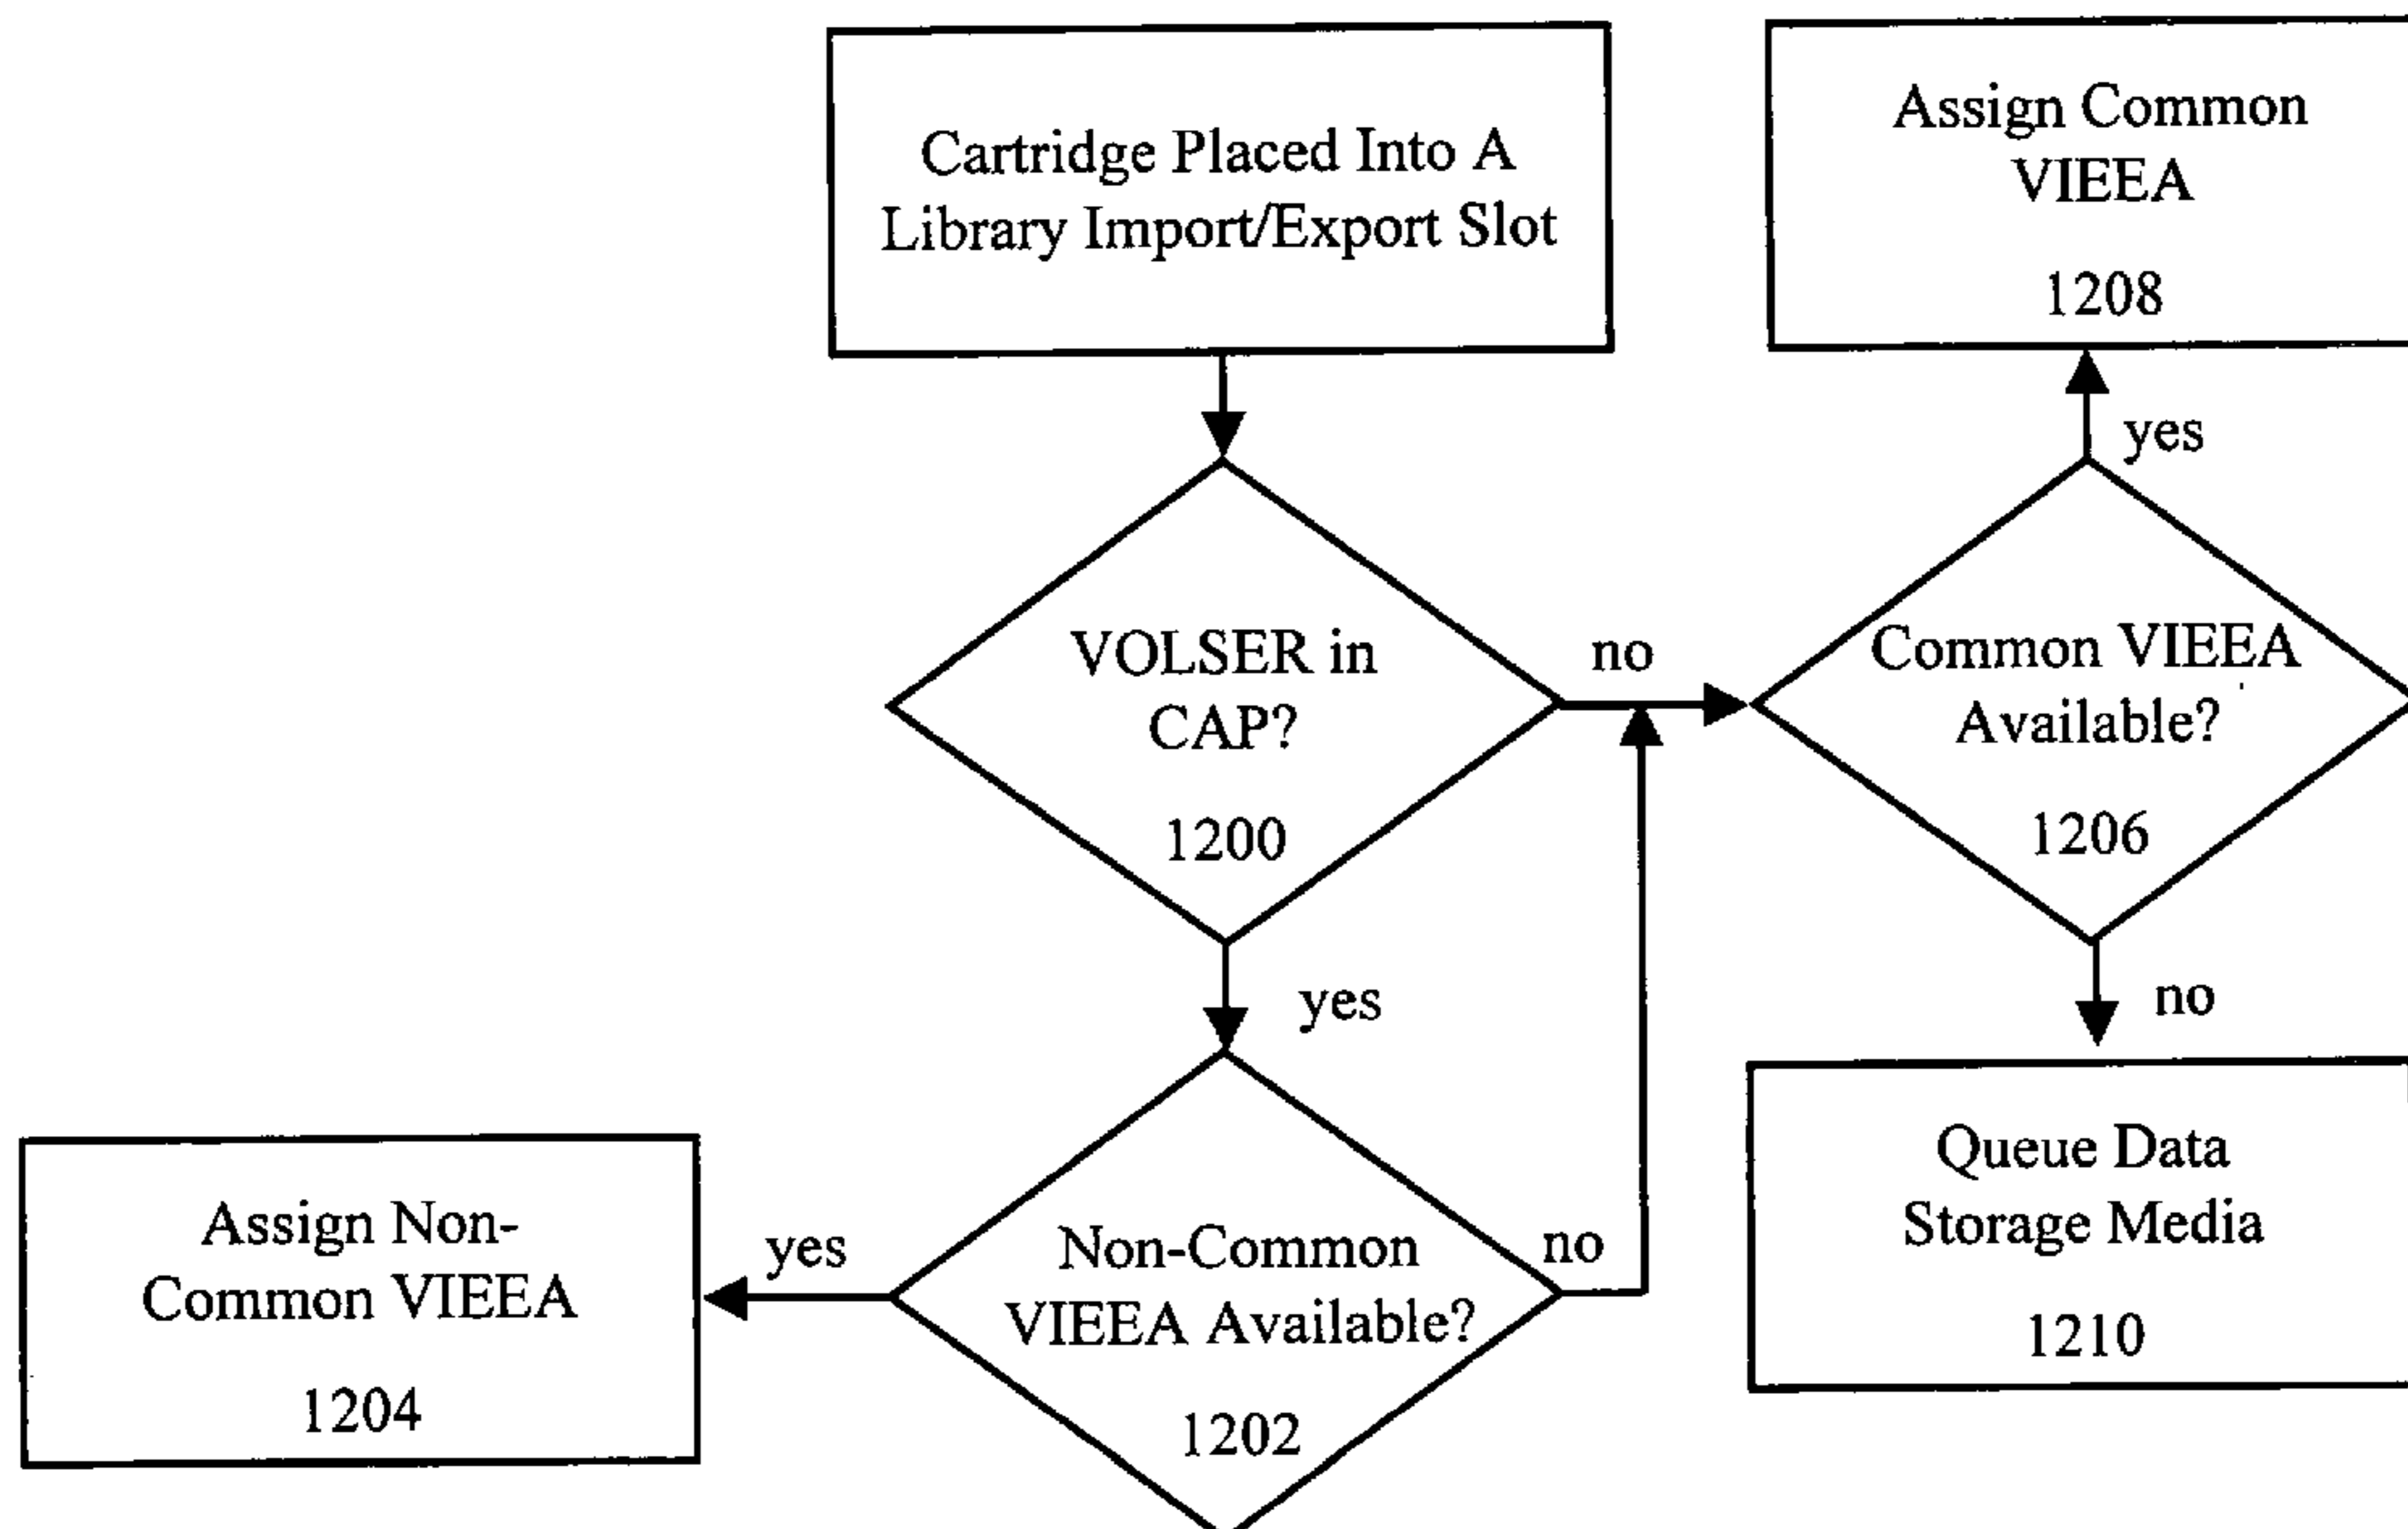 Cartridge Placed Into A
Library Import/Export Slot
Assign Common
VIEEA
1208
yes
VOLSER in
CAP?
1200
no
Common VIEEA
Available?
1206
yes
no
Assign Non-
Common VIEEA
1204
yes
Non-Common
VIEEA Available?
1202
no
Queue Data
Storage Media
1210